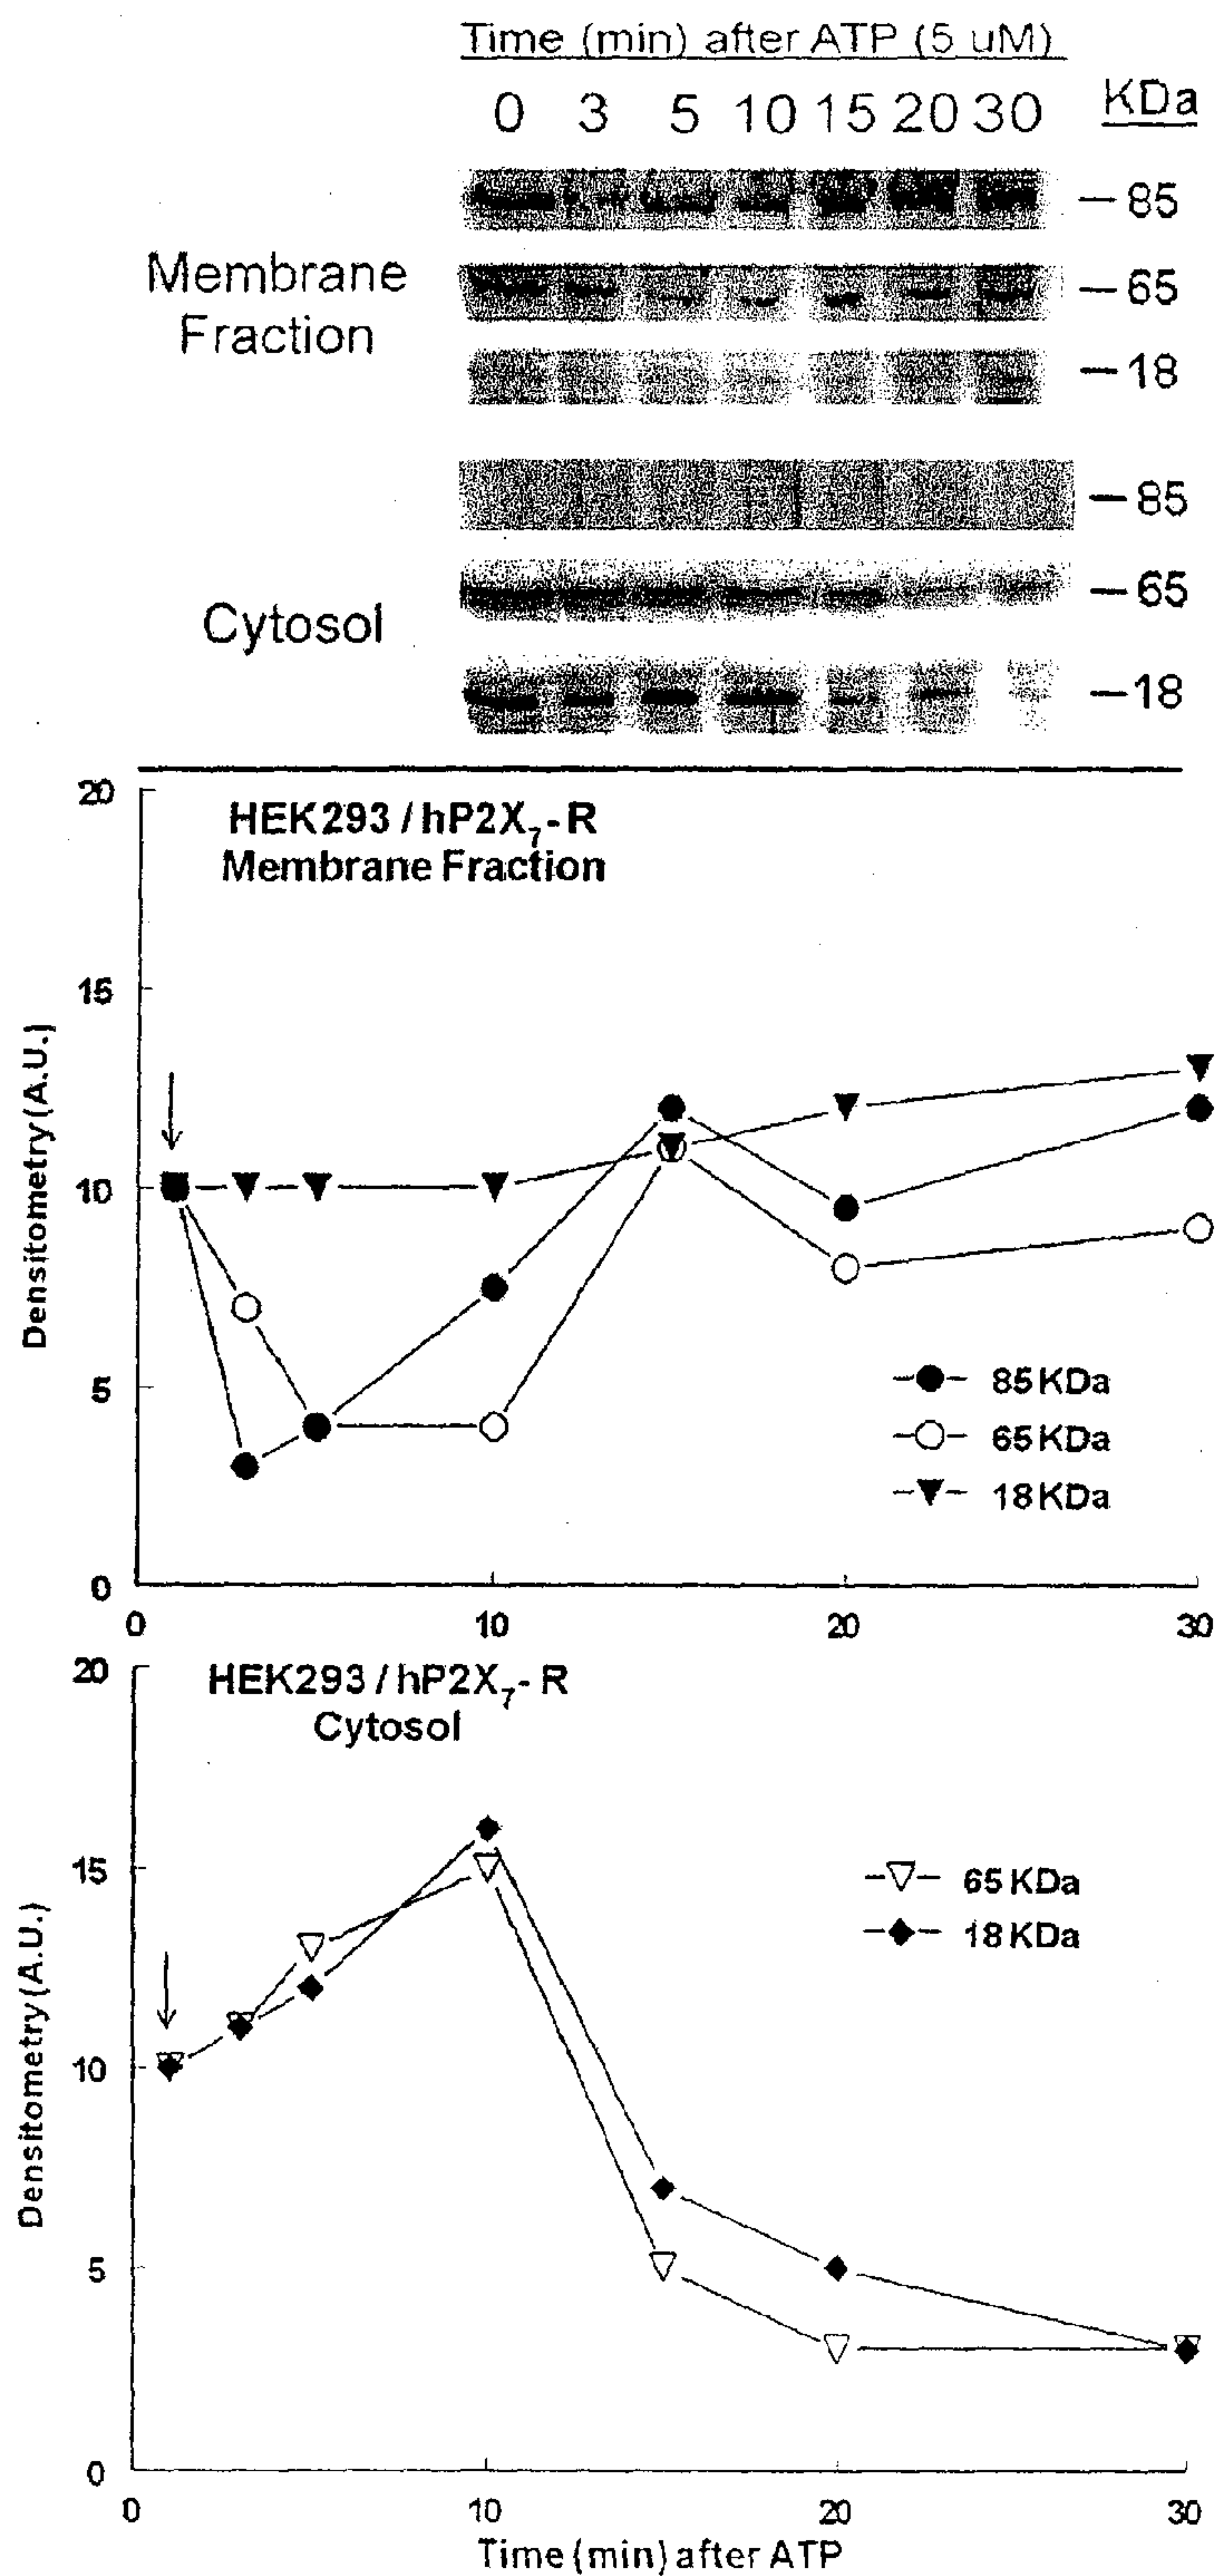 Time (min) after ATP (5 uM)
0 3 5 10 15 20 30 KDa
Membrane
Fraction
– 85
– 65
– 18
Cytosol
– 85
– 65
– 18
HEK293 / hP2X7- R
Membrane Fraction
Densitometry (A.U.)
20
15
10
5
0
85 KDa
65 KDa
18 KDa
0 10 20 30
HEK293 / hP2X7- R
Cytosol
Densitometry (A.U.)
20
15
10
5
0
65 KDa
18 KDa
0 10 20 30
Time (min) after ATP